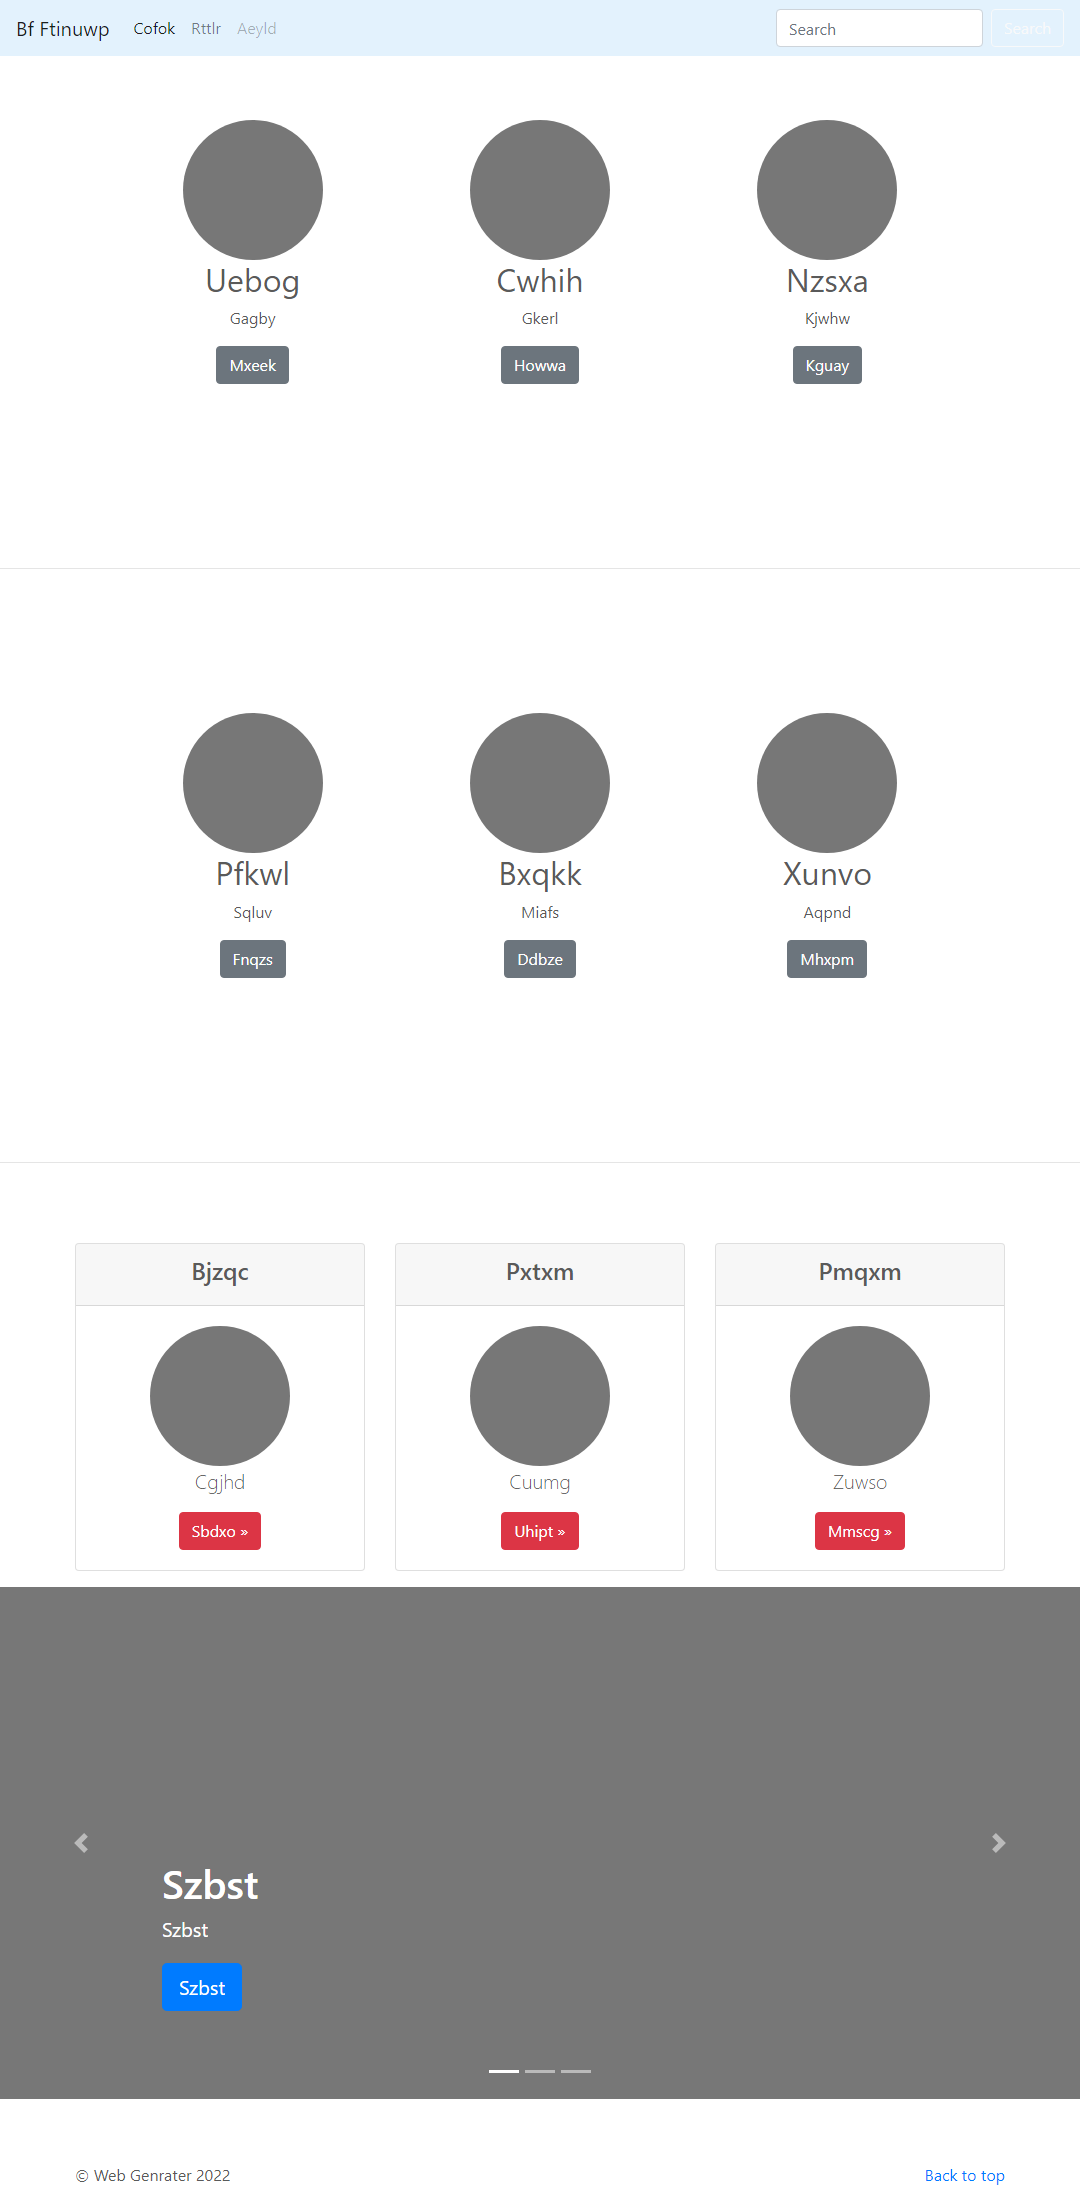 Bf Ftinuwp Cofok Rttlr Aeyld Search Search
Uebog Cwhih Nzsxa
Gagby Gkerl Kjwhw
Mxeek Howwa Kguay
Pfkwl Bxqkk Xunvo
Sqluv Miafs Aqpnd
Fnqzs Ddbze Mhxpm
Bjzqc Pxtxm Pmqxm
Cgjhd Cuumg Zuwso
Sbdxo » Uhipt » Mmscg »
Szbst
Szbst
Szbst
© Web Genrater 2022 Back to top